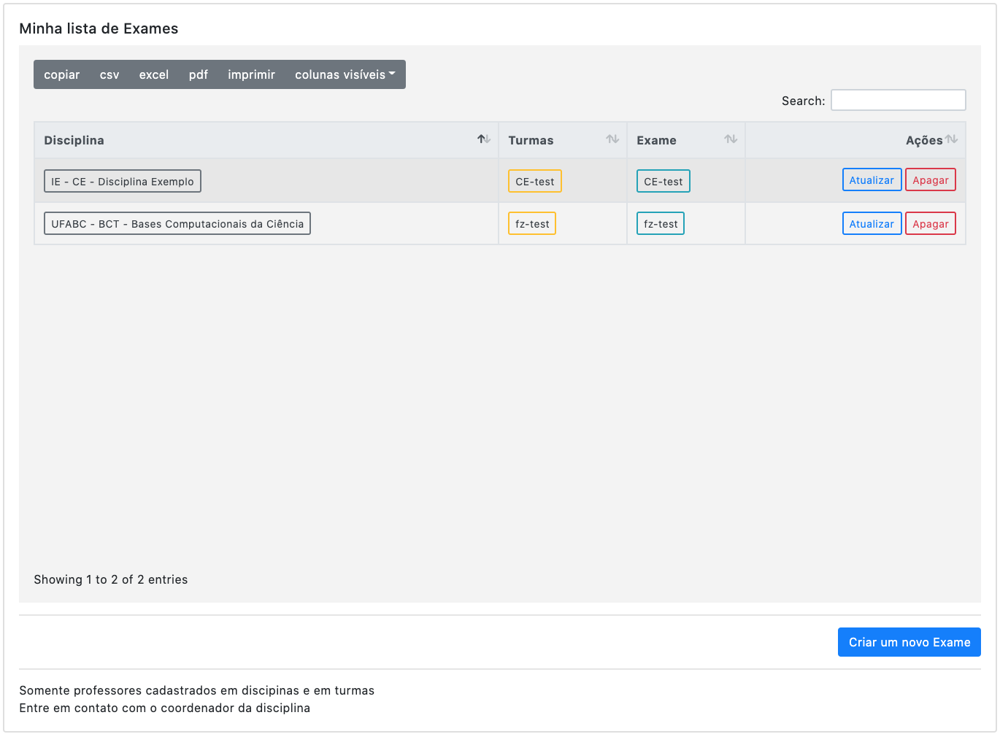 Minha lista de Exames
copiar csv excel pdf imprimir colunas visíveis
Search:
Disciplina Turmas Exame Ações
IE - CE - Disciplina Exemplo CE-test CE-test Atualizar Apagar
UFABC - BCT - Bases Computacionais da Ciência fz-test fz-test Atualizar Apagar
Showing 1 to 2 of 2 entries
Criar um novo Exame
Somente professores cadastrados em discipinas e em turmas
Entre em contato com o coordenador da disciplina